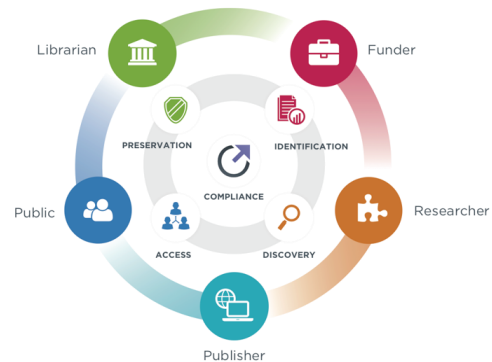 Librarian
Funder
PRESERVATION
IDENTIFICATION
COMPLIANCE
Public
Researcher
ACCESS
DISCOVERY
Publisher